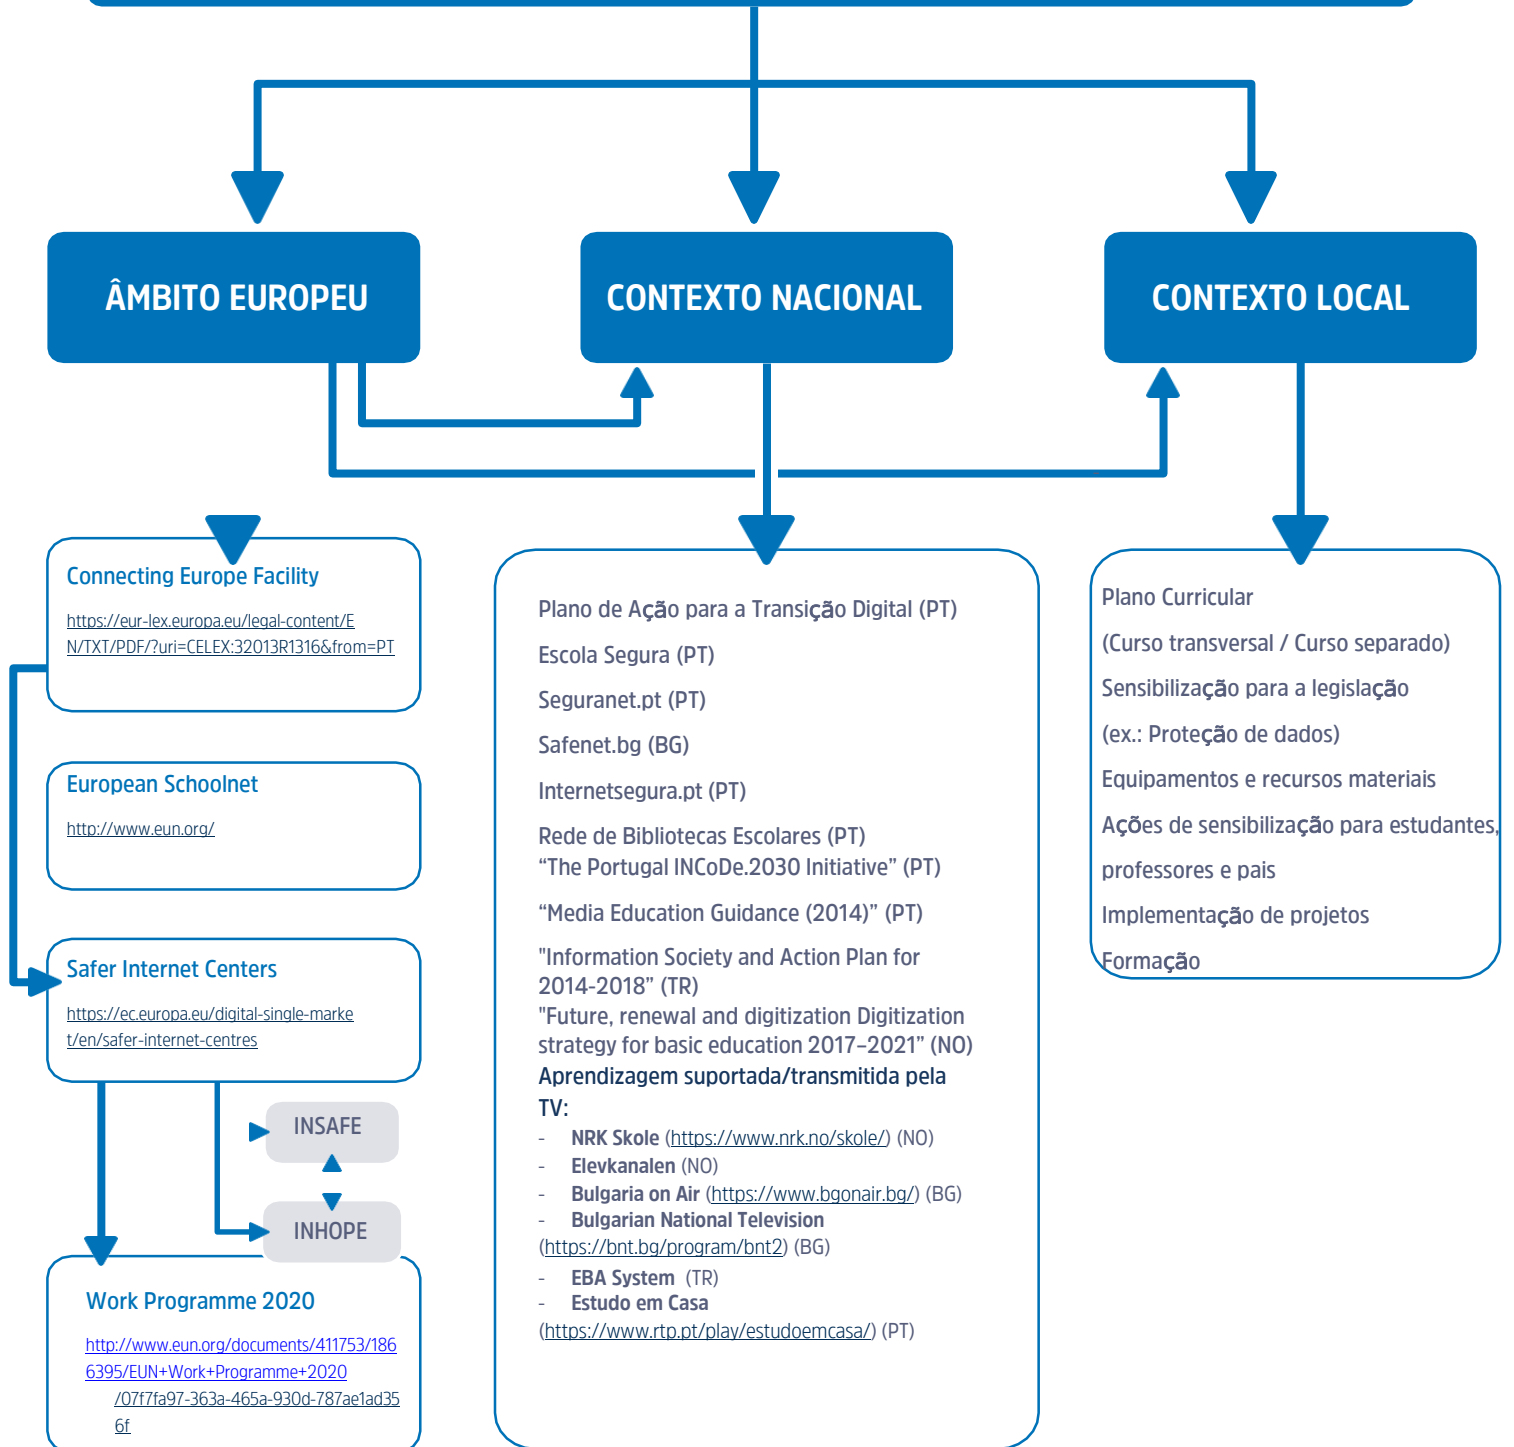 ÂMBITO EUROPEU
CONTEXTO NACIONAL
CONTEXTO LOCAL
Connecting Europe Facility
https://eur-lex.europa.eu/legal-content/E
N/TXT/PDF/?uri=CELEX:32013R1316&from=PT
European Schoolnet
http://www.eun.org/
Safer Internet Centers
https://ec.europa.eu/digital-single-marke
t/en/safer-internet-centres
INSAFE
INHOPE
Work Programme 2020
http://www.eun.org/documents/411753/186
6395/EUN+Work+Programme+2020
/07f7fa97-363a-465a-930d-787ae1ad35
6f
Plano de Ação para a Transição Digital (PT)
Escola Segura (PT)
Seguranet.pt (PT)
Safenet.bg (BG)
Internetsegura.pt (PT)
Rede de Bibliotecas Escolares (PT)
“The Portugal INCoDe.2030 Initiative” (PT)
“Media Education Guidance (2014)” (PT)
"Information Society and Action Plan for
2014-2018” (TR)
"Future, renewal and digitization Digitization
strategy for basic education 2017–2021” (NO)
Aprendizagem suportada/transmitida pela
TV:
- NRK Skole (https://www.nrk.no/skole/) (NO)
- Elevkanalen (NO)
- Bulgaria on Air (https://www.bgonair.bg/) (BG)
- Bulgarian National Television
(https://bnt.bg/program/bnt2) (BG)
- EBA System (TR)
- Estudo em Casa
(https://www.rtp.pt/play/estudoemcasa/) (PT)
Plano Curricular
(Curso transversal / Curso separado)
Sensibilização para a legislação
(ex.: Proteção de dados)
Equipamentos e recursos materiais
Ações de sensibilização para estudantes,
professores e pais
Implementação de projetos
Formação